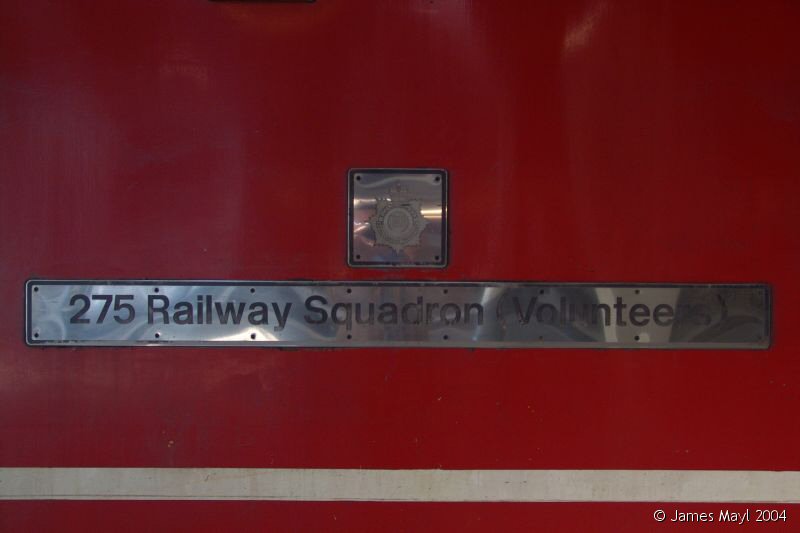 275 Railway Squadron (Volunteers)
© James Mayl 2004